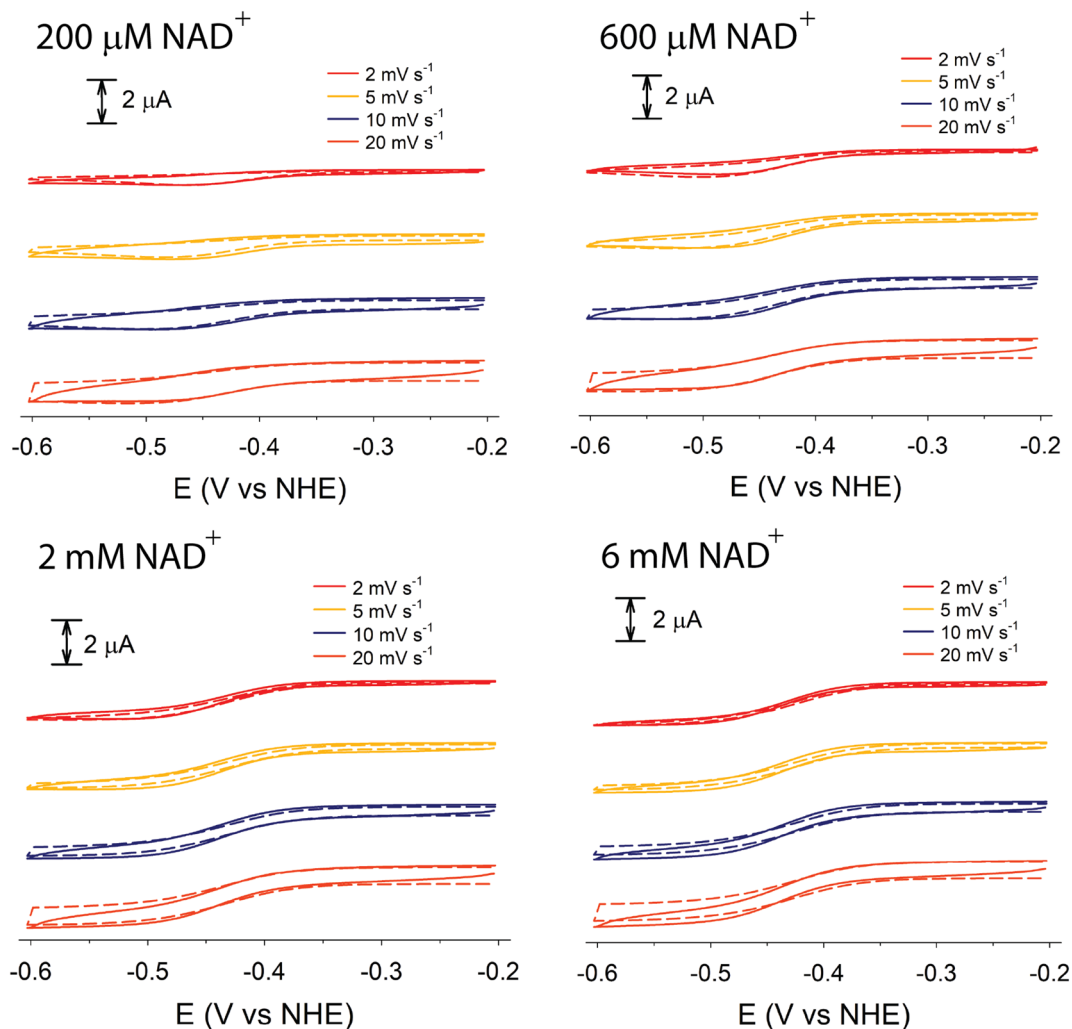 200 μM NAD⁺
2 μA
2 mV s⁻¹
5 mV s⁻¹
10 mV s⁻¹
20 mV s⁻¹
-0.6 -0.5 -0.4 -0.3 -0.2
E (V vs NHE)
600 μM NAD⁺
2 μA
2 mV s⁻¹
5 mV s⁻¹
10 mV s⁻¹
20 mV s⁻¹
-0.6 -0.5 -0.4 -0.3 -0.2
E (V vs NHE)
2 mM NAD⁺
2 μA
2 mV s⁻¹
5 mV s⁻¹
10 mV s⁻¹
20 mV s⁻¹
-0.6 -0.5 -0.4 -0.3 -0.2
E (V vs NHE)
6 mM NAD⁺
2 μA
2 mV s⁻¹
5 mV s⁻¹
10 mV s⁻¹
20 mV s⁻¹
-0.6 -0.5 -0.4 -0.3 -0.2
E (V vs NHE)